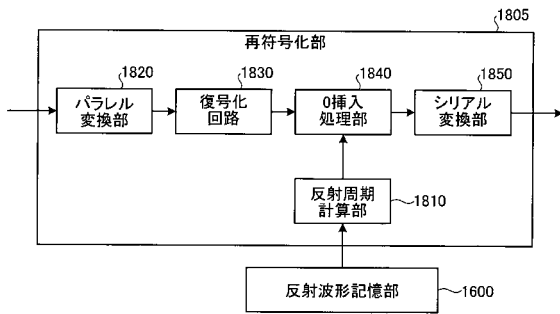 1805
再符号化部
1820
1830
1840
1850
パラレル
変換部
復号化
回路
0挿入
処理部
シリアル
変換部
反射周期
計算部
1810
反射波形記憶部
1600